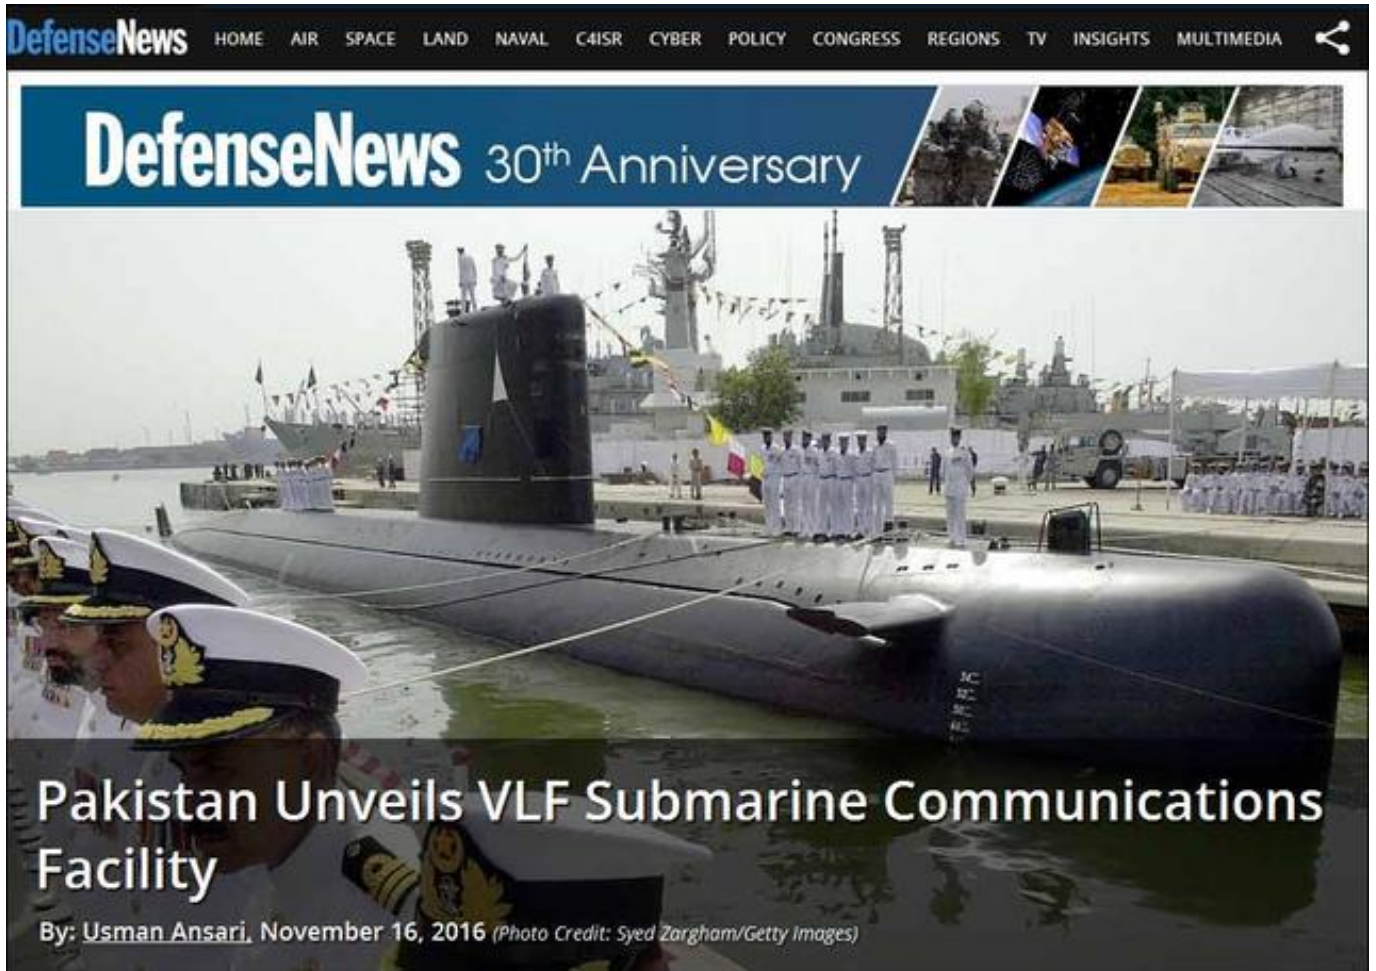 DefenseNews HOME AIR SPACE LAND NAVAL C4ISR CYBER POLICY CONGRESS REGIONS TV INSIGHTS MULTIMEDIA
DefenseNews 30th Anniversary
Pakistan Unveils VLF Submarine Communications
Facility
By: Usman Ansari, November 16, 2016 (Photo Credit: Syed Zargham/Getty Images)